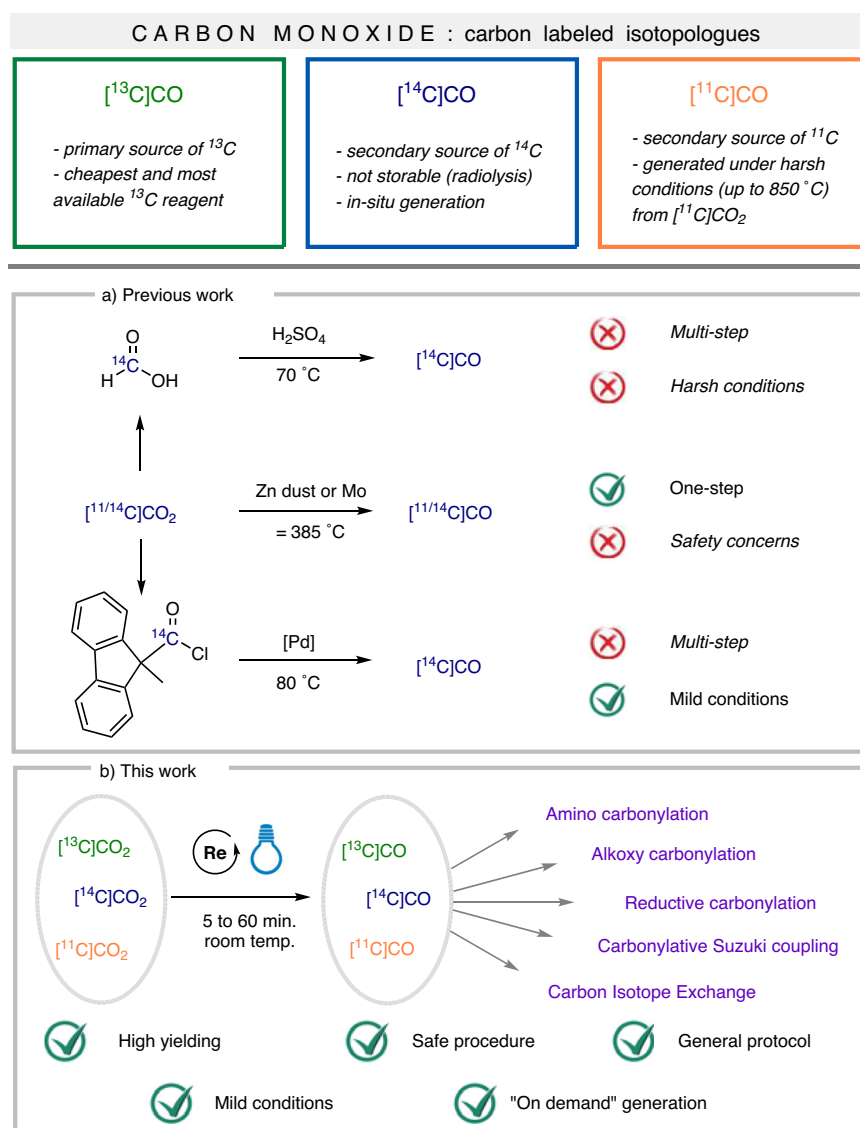 CARBON MONOXIDE : carbon labeled isotopologues
[¹³C]CO
- primary source of ¹³C
- cheapest and most
available ¹³C reagent
[¹⁴C]CO
- secondary source of ¹⁴C
- not storable (radiolysis)
- in-situ generation
[¹¹C]CO
- secondary source of ¹¹C
- generated under harsh
conditions (up to 850 ˚C)
from [¹¹C]CO₂
a) Previous work
O
¹⁴C
H
OH
H₂SO₄
70 ˚C
[¹⁴C]CO
Multi-step
Harsh conditions
[¹¹/¹⁴C]CO₂
Zn dust or Mo
= 385 ˚C
[¹¹/¹⁴C]CO
One-step
Safety concerns
O
¹⁴C
Cl
[Pd]
80 ˚C
[¹⁴C]CO
Multi-step
Mild conditions
b) This work
[¹³C]CO₂
[¹⁴C]CO₂
[¹¹C]CO₂
Re
5 to 60 min.
room temp.
[¹³C]CO
[¹⁴C]CO
[¹¹C]CO
Amino carbonylation
Alkoxy carbonylation
Reductive carbonylation
Carbonylative Suzuki coupling
Carbon Isotope Exchange
High yielding
Safe procedure
General protocol
Mild conditions
"On demand" generation